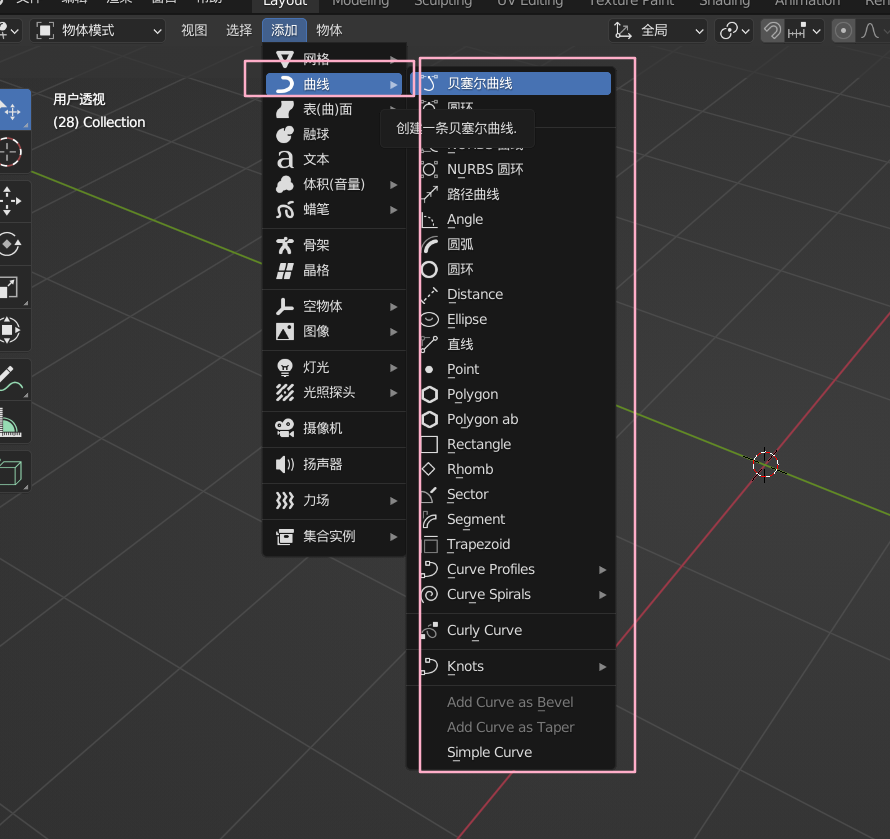 Layout Modeling Sculpting UV Editing Texture Paint Shading Animation
物体模式 视图 选择 添加 物体 全局
用户透视
(28) Collection
网格
曲线
表(曲)面
融球
文本
体积(音量)
蜡笔
骨架
晶格
空物体
图像
灯光
光照探头
摄像机
扬声器
力场
集合实例
贝塞尔曲线
圆环
创建一条贝塞尔曲线.
NURBS 曲线
NURBS 圆环
路径曲线
Angle
圆弧
圆环
Distance
Ellipse
直线
Point
Polygon
Polygon ab
Rectangle
Rhomb
Sector
Segment
Trapezoid
Curve Profiles
Curve Spirals
Curly Curve
Knots
Add Curve as Bevel
Add Curve as Taper
Simple Curve